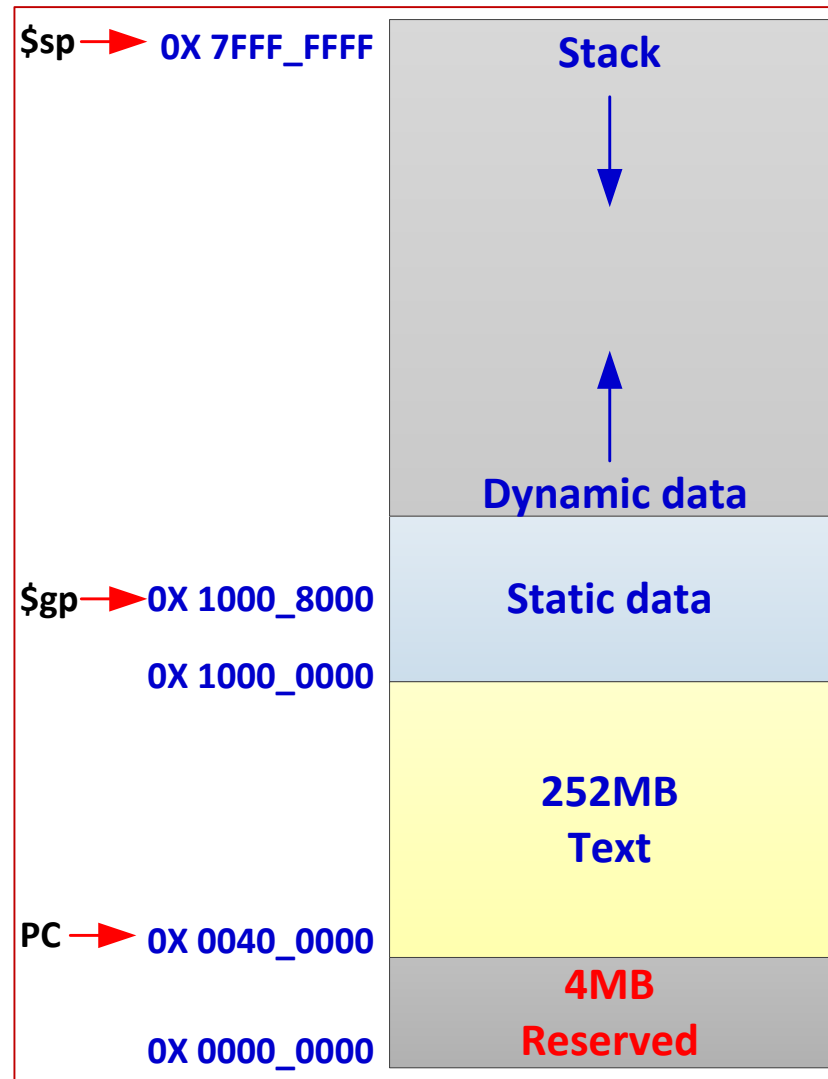 $sp 0X 7FFF_FFFF Stack
Dynamic data
$gp 0X 1000_8000 Static data
0X 1000_0000
252MB
Text
PC 0X 0040_0000
4MB
Reserved
0X 0000_0000